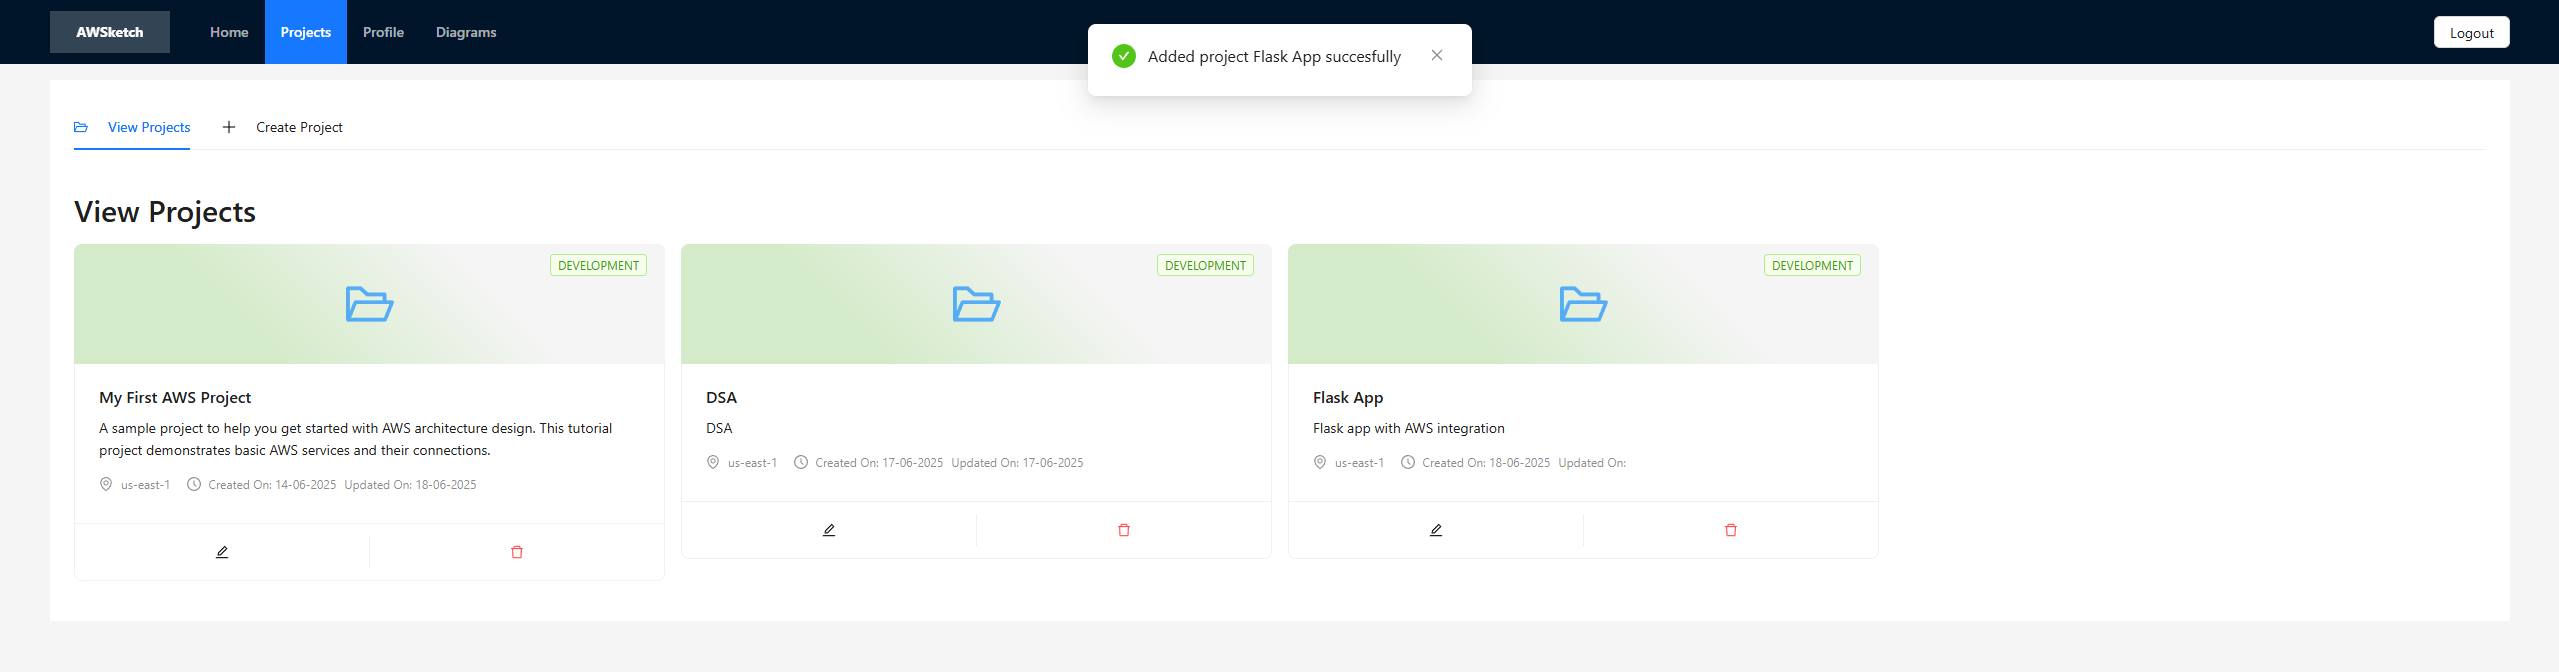 AWSketch
Home
Projects
Profile
Diagrams
Added project Flask App succesfully
Logout
View Projects
Create Project
View Projects
DEVELOPMENT
My First AWS Project
A sample project to help you get started with AWS architecture design. This tutorial
project demonstrates basic AWS services and their connections.
us-east-1 Created On: 14-06-2025 Updated On: 18-06-2025
DEVELOPMENT
DSA
DSA
us-east-1 Created On: 17-06-2025 Updated On: 17-06-2025
DEVELOPMENT
Flask App
Flask app with AWS integration
us-east-1 Created On: 18-06-2025 Updated On: